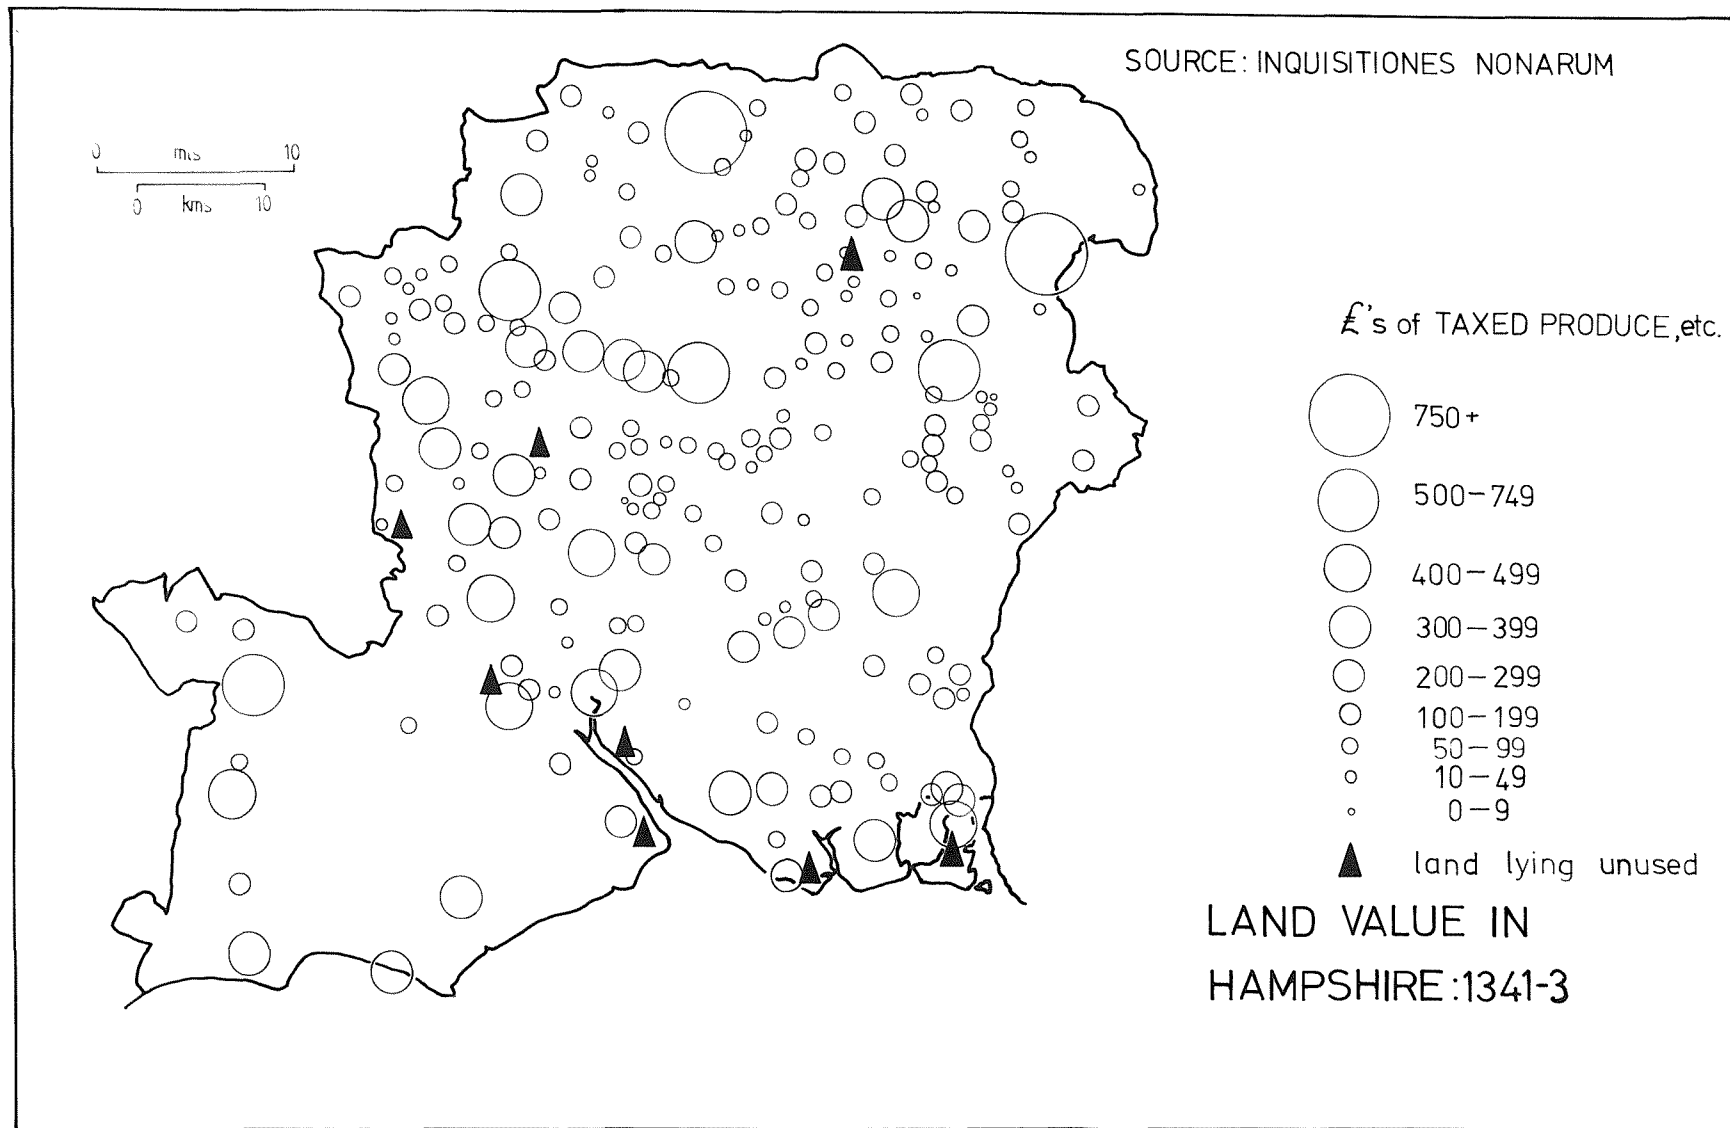 SOURCE: INQUISITIONES NONARUM
0 mls 10
0 kms 10
£'s of TAXED PRODUCE, etc.
750+
500-749
400-499
300-399
200-299
100-199
50-99
10-49
0-9
land lying unused
LAND VALUE IN
HAMPSHIRE:1341-3